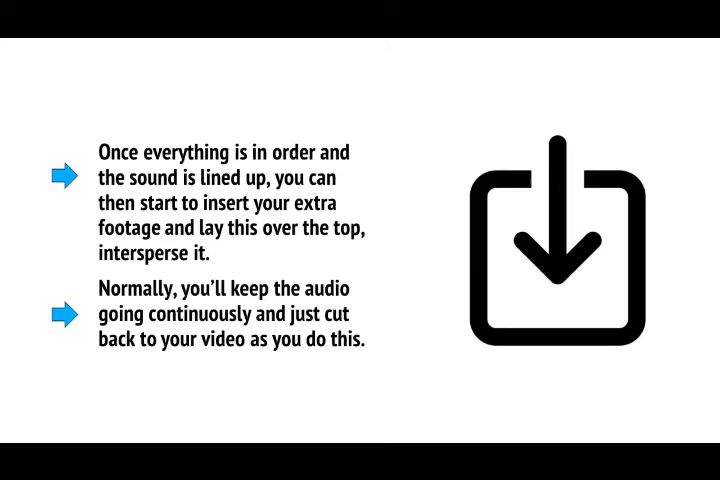 Once everything is in order and
the sound is lined up, you can
then start to insert your extra
footage and lay this over the top,
intersperse it.
Normally, you’ll keep the audio
going continuously and just cut
back to your video as you do this.